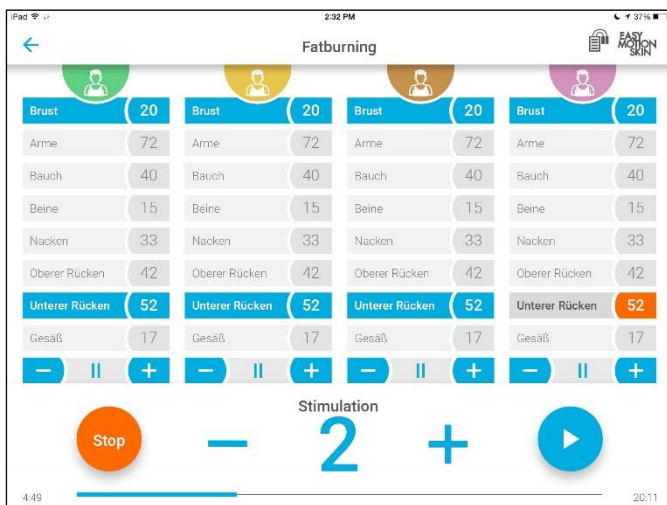 iPad 2:32 PM 37%
Fatburning
EASY
MOTION
SKIN
Brust 20 Brust 20 Brust 20 Brust 20
Arme 72 Arme 72 Arme 72 Arme 72
Bauch 40 Bauch 40 Bauch 40 Bauch 40
Beine 15 Beine 15 Beine 15 Beine 15
Nacken 33 Nacken 33 Nacken 33 Nacken 33
Oberer Rücken 42 Oberer Rücken 42 Oberer Rücken 42 Oberer Rücken 42
Unterer Rücken 52 Unterer Rücken 52 Unterer Rücken 52 Unterer Rücken 52
Gesäß 17 Gesäß 17 Gesäß 17 Gesäß 17
Stimulation
Stop − 2 +
4:49 20:11